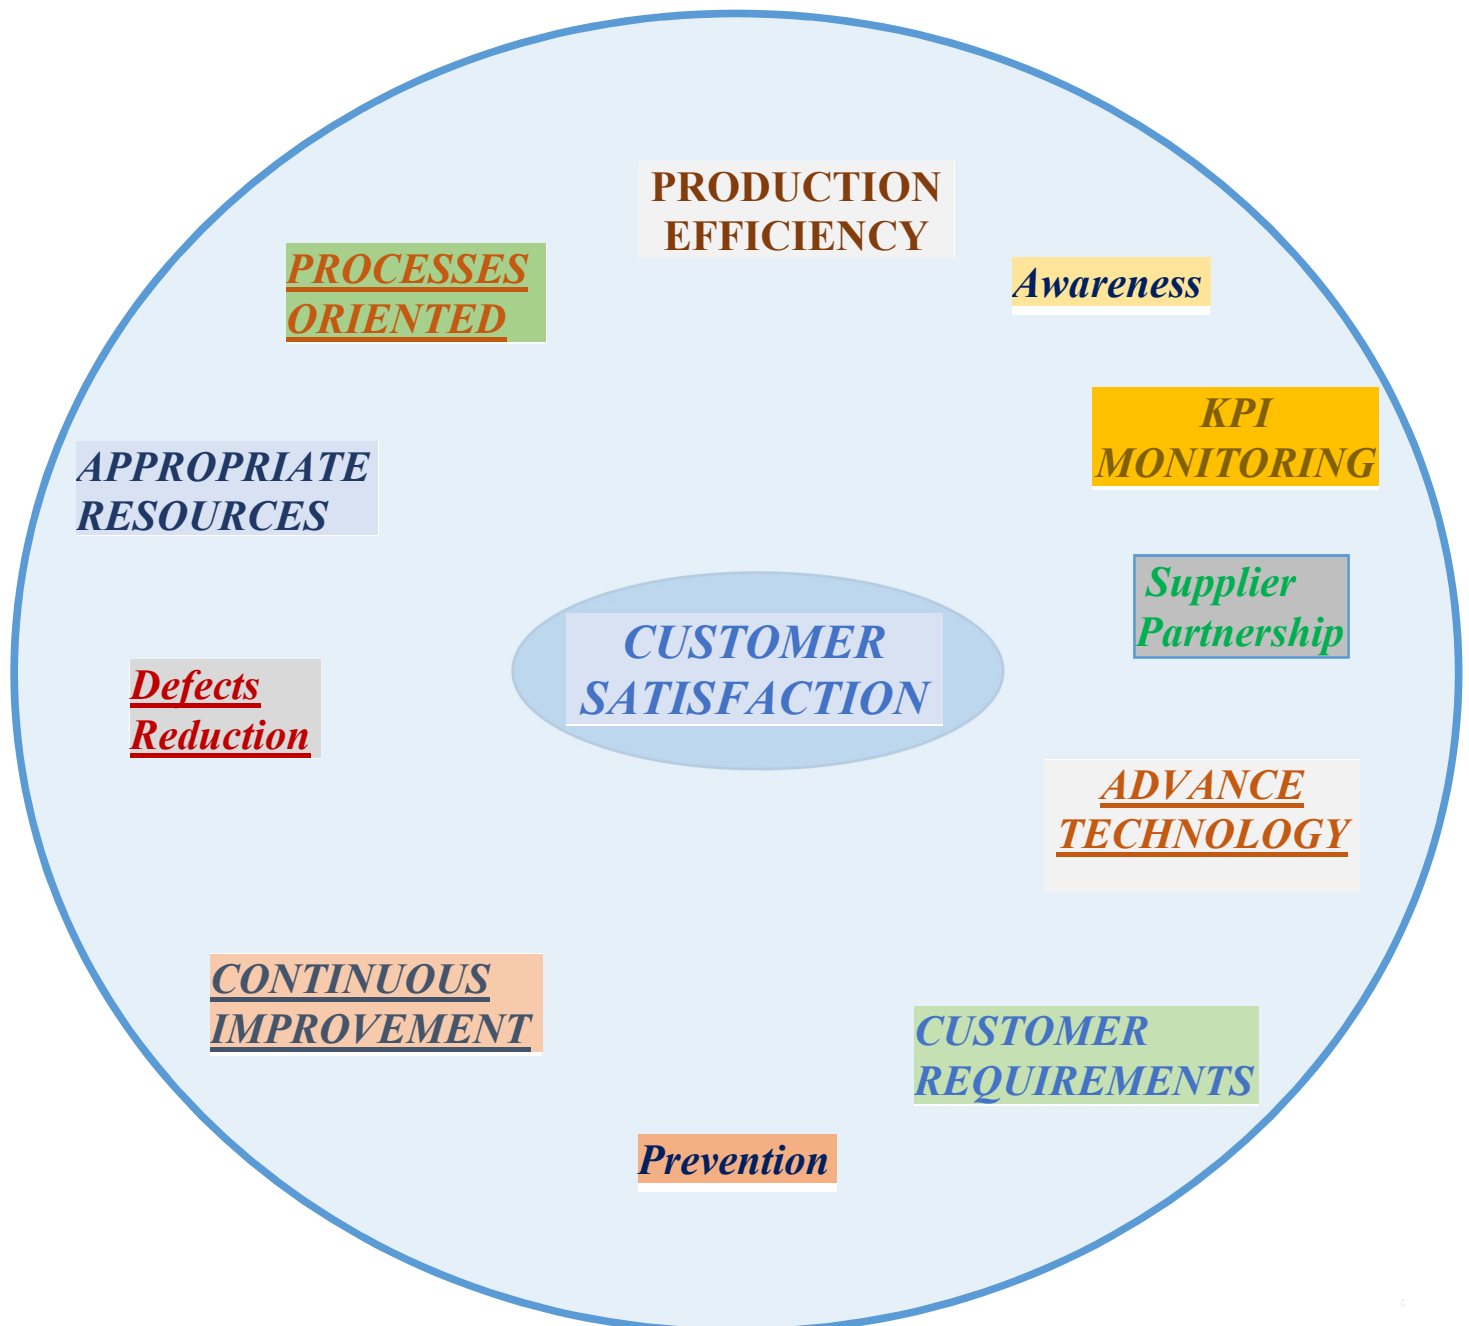 PRODUCTION
EFFICIENCY
PROCESSES
ORIENTED
Awareness
KPI
MONITORING
APPROPRIATE
RESOURCES
Supplier
Partnership
CUSTOMER
SATISFACTION
Defects
Reduction
ADVANCE
TECHNOLOGY
CONTINUOUS
IMPROVEMENT
CUSTOMER
REQUIREMENTS
Prevention